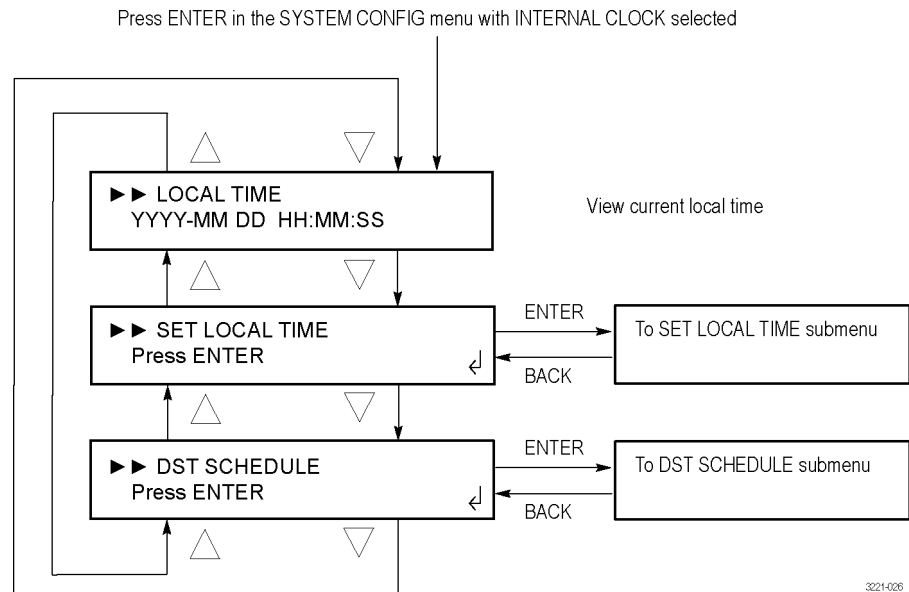 Press ENTER in the SYSTEM CONFIG menu with INTERNAL CLOCK selected
►► LOCAL TIME
YYYY-MM DD HH:MM:SS
View current local time
►► SET LOCAL TIME
Press ENTER
ENTER
BACK
To SET LOCAL TIME submenu
►► DST SCHEDULE
Press ENTER
ENTER
BACK
To DST SCHEDULE submenu
3221-026